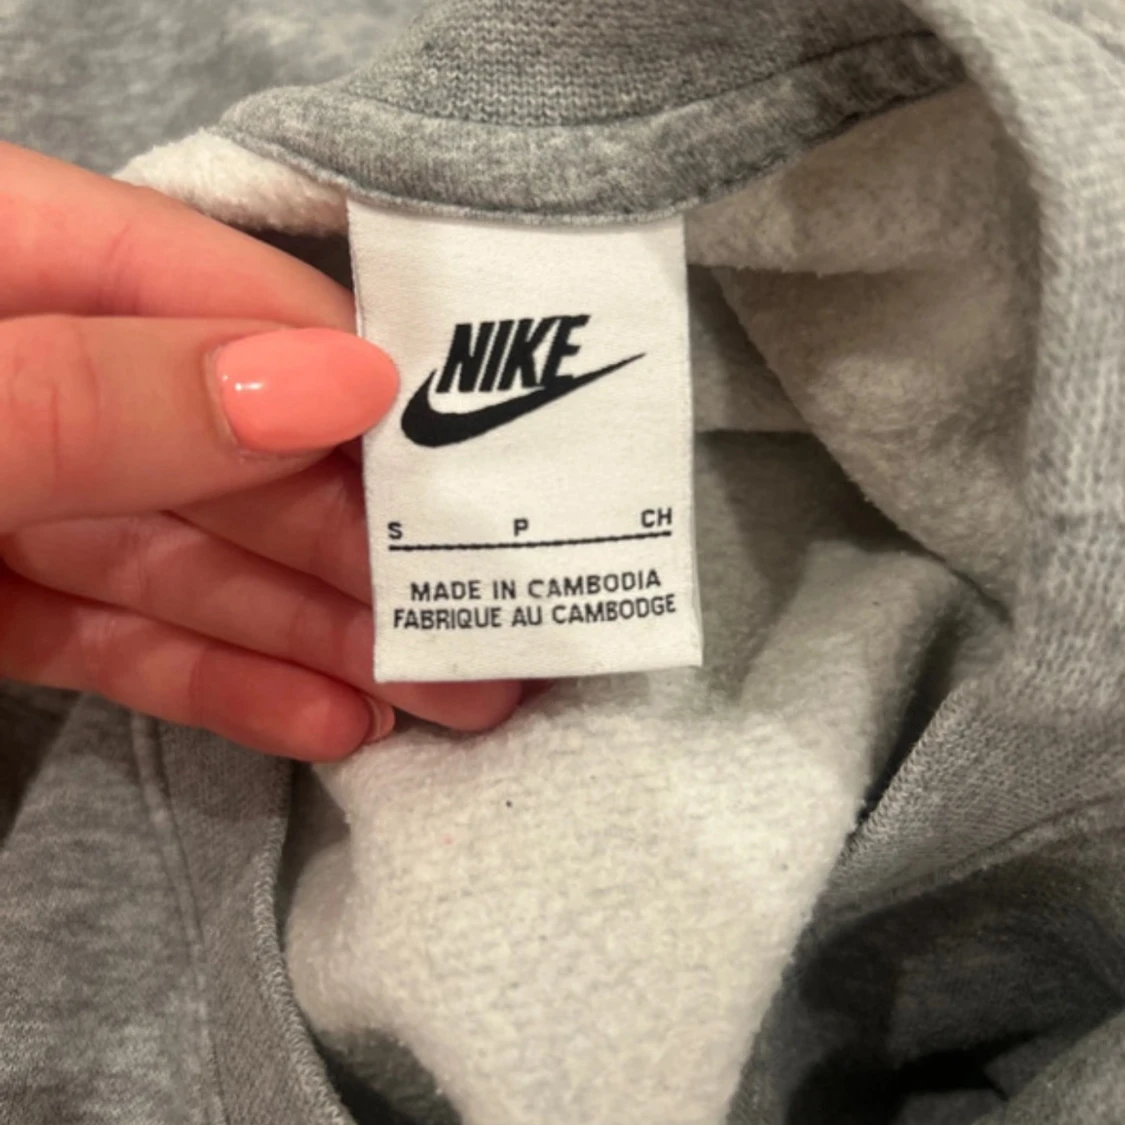 NIKE
S P CH
MADE IN CAMBODIA
FABRIQUE AU CAMBODGE